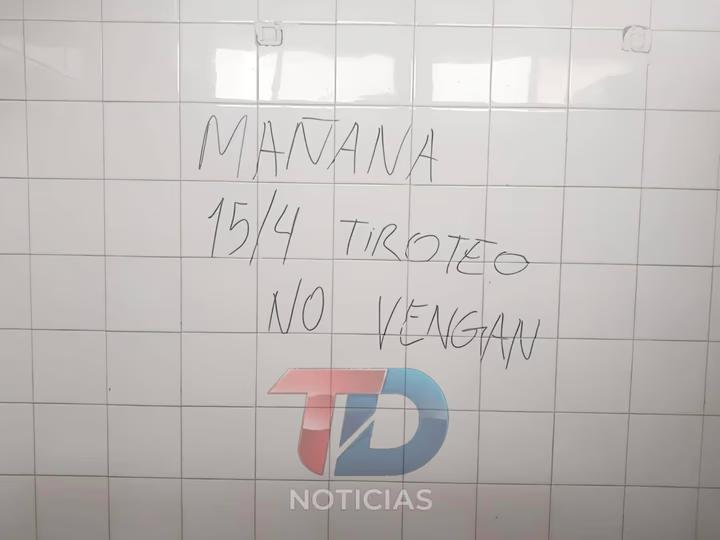 MAÑANA
15/4 TIROTEO
NO VENGAN
TD
NOTICIAS